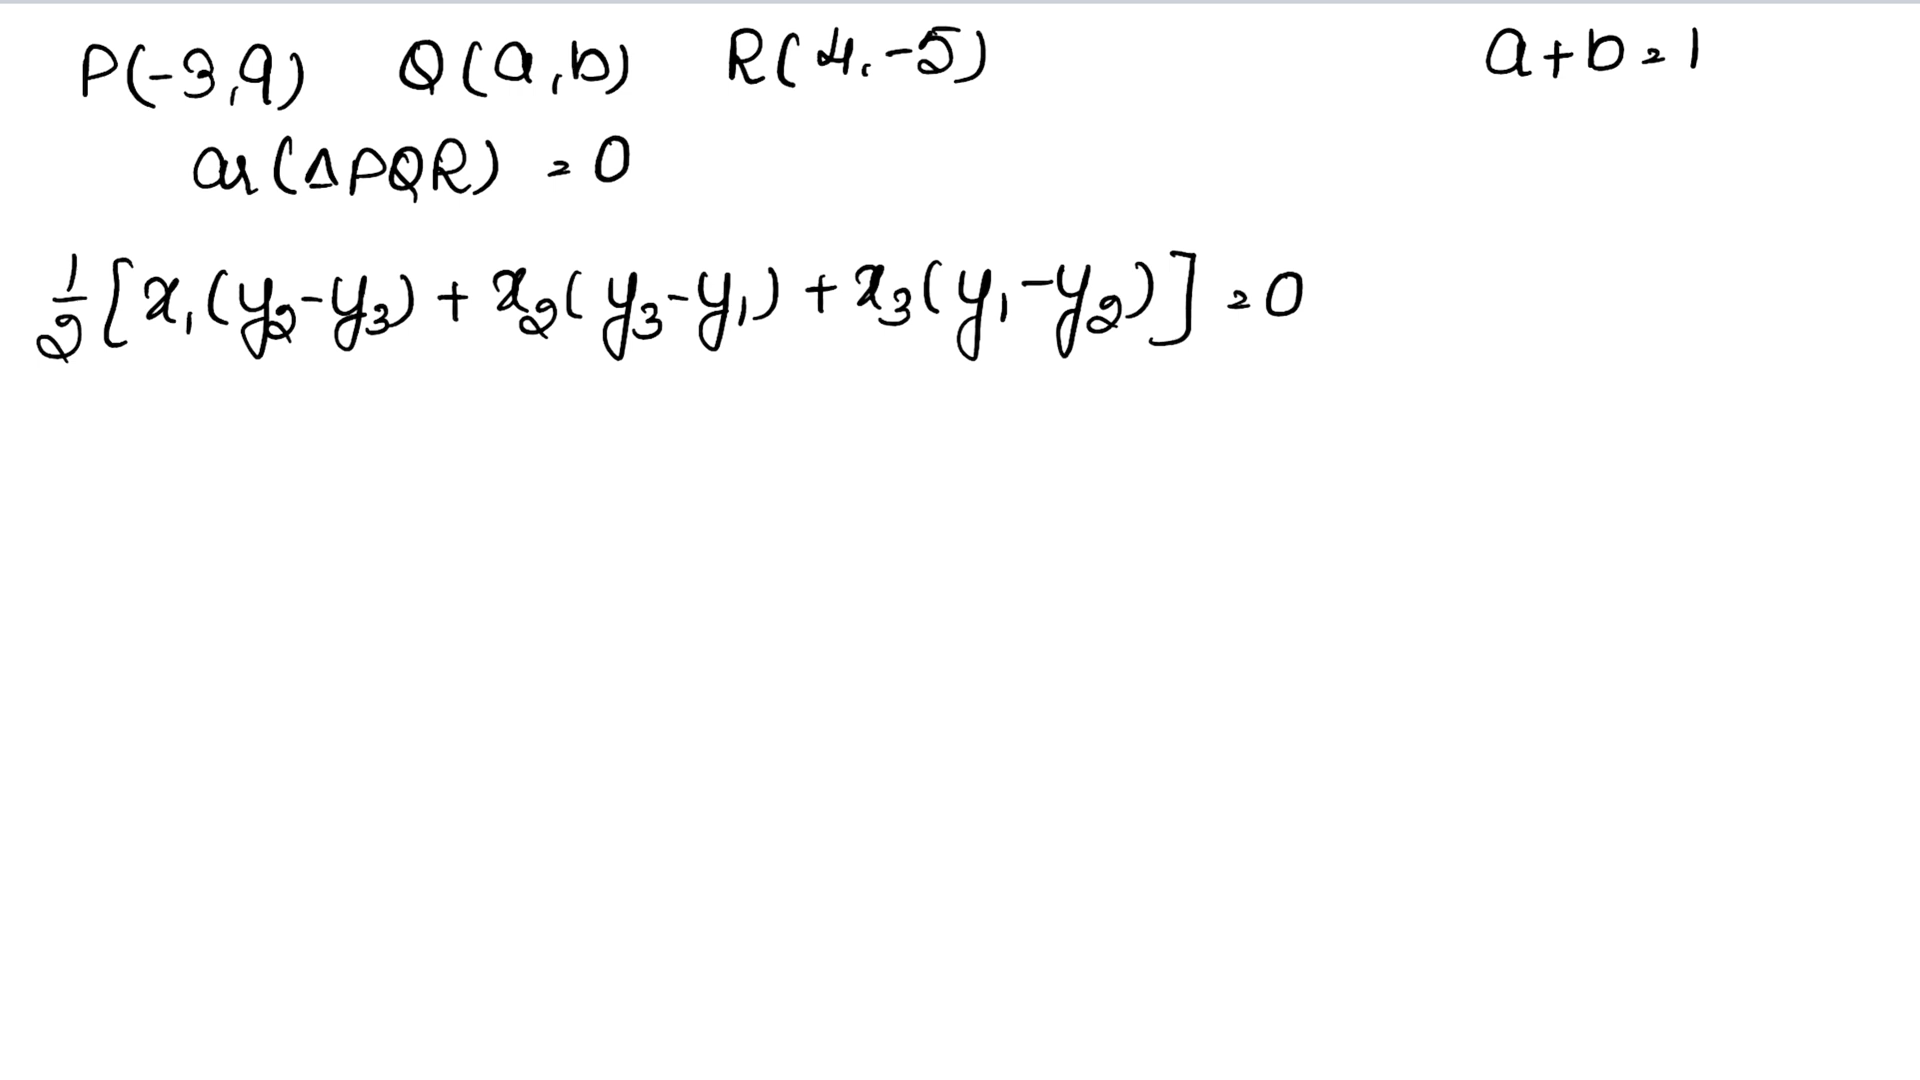 P(-3,9) Q(a,b) R(4,-5) a+b=1
ar(△PQR) = 0
1/2[x₁(y₂-y₃) + x₂(y₃-y₁) + x₃(y₁-y₂)] = 0